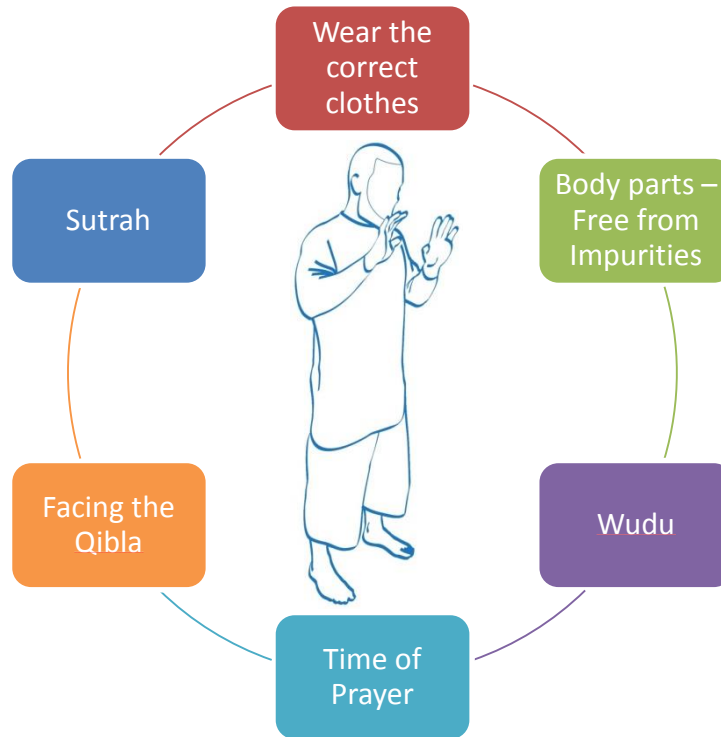 Wear the
correct
clothes
Body parts –
Free from
Impurities
Wudu
Time of
Prayer
Facing the
Qibla
Sutrah